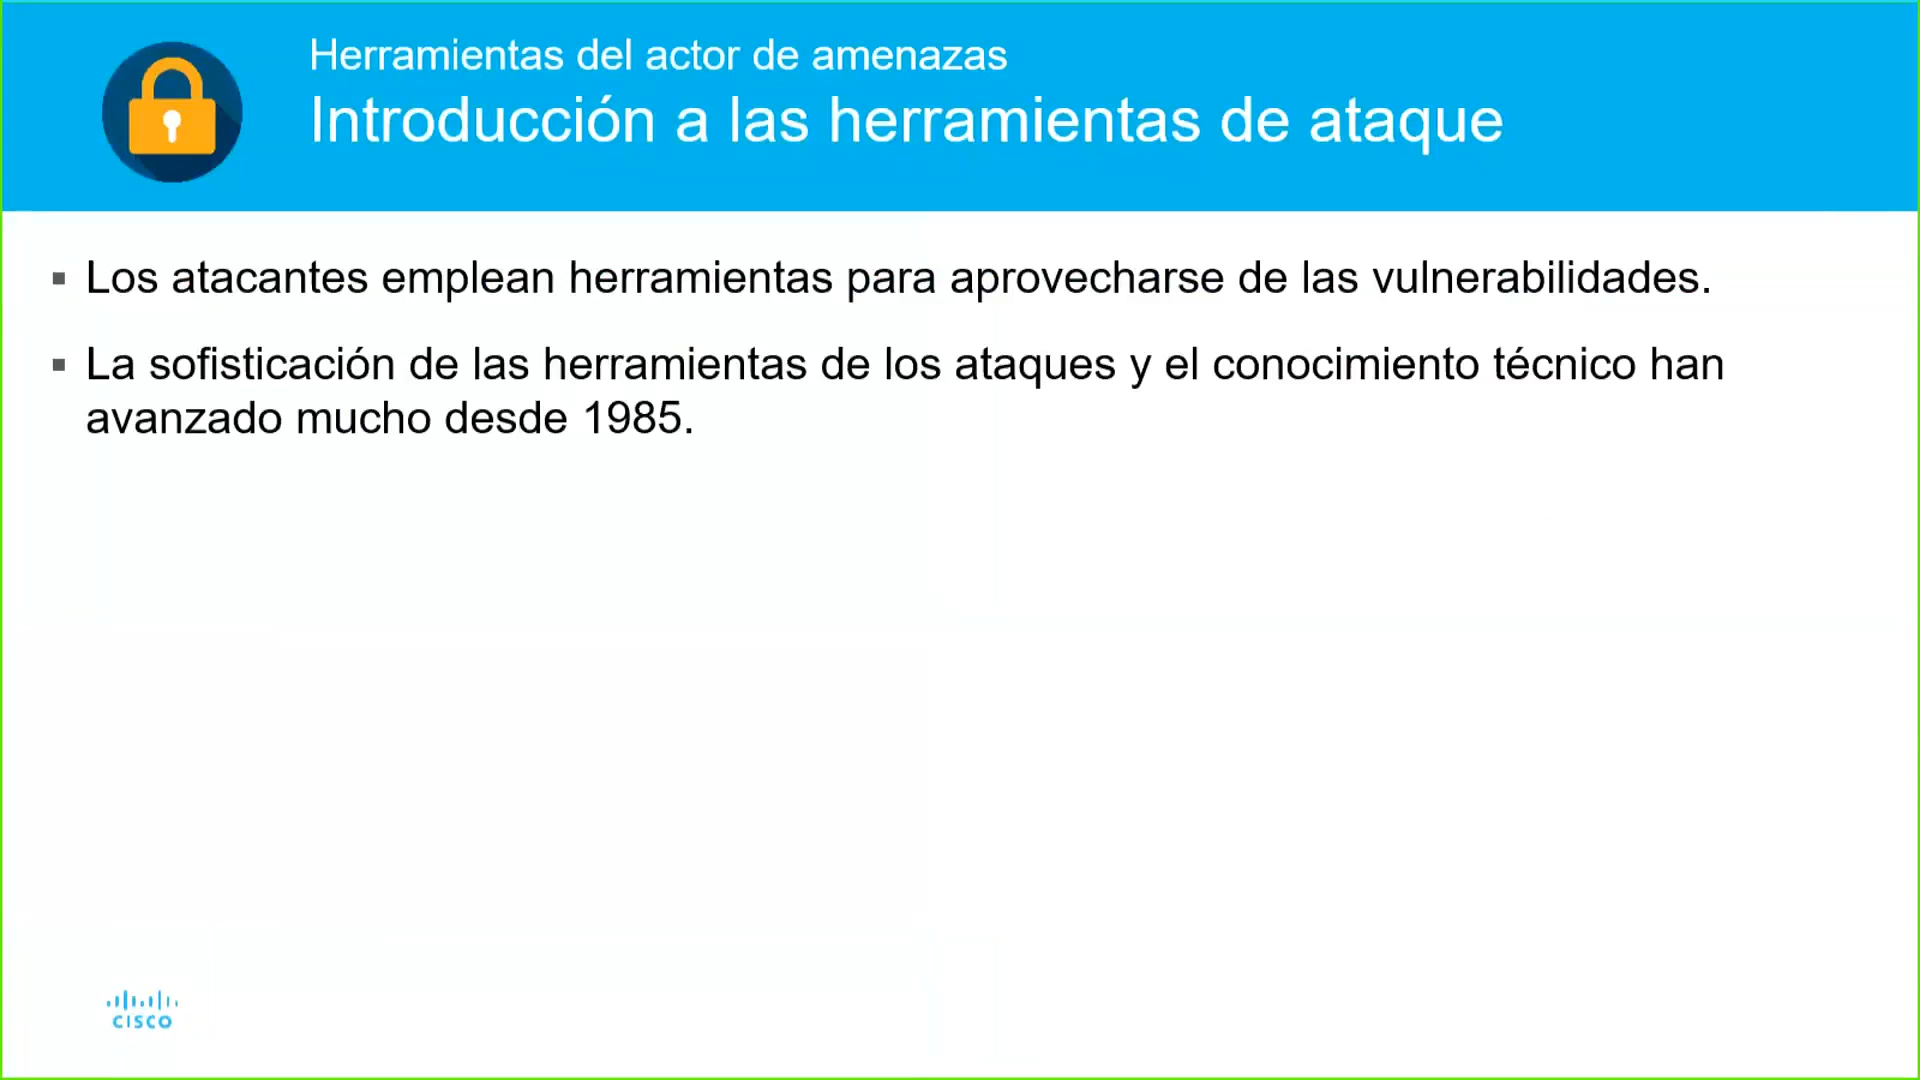 Herramientas del actor de amenazas
Introducción a las herramientas de ataque
▪ Los atacantes emplean herramientas para aprovecharse de las vulnerabilidades.
▪ La sofisticación de las herramientas de los ataques y el conocimiento técnico han
avanzado mucho desde 1985.
CISCO